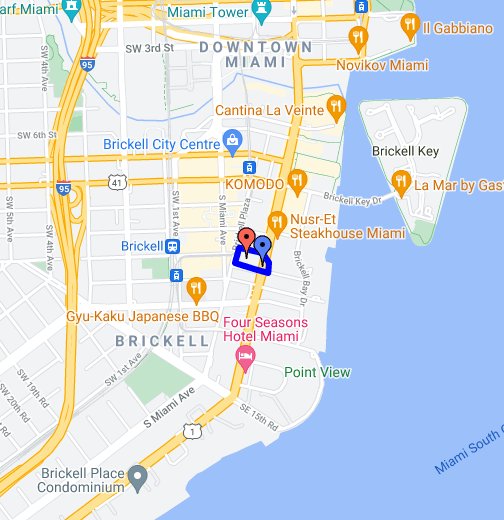 arf Miami
Miami Tower
Il Gabbiano
SW 3rd St
DOWNTOWN
MIAMI
Novikov Miami
95
Cantina La Veinte
SW 6th St
Brickell City Centre
Brickell Key
KOMODO
41
95
La Mar by Gast
Brickell Key Dr
SW 5th Ave
SW 4th Ave
SW 1st Ave
S Miami Ave
Brickell Plaza
Nusr-Et
Steakhouse Miami
Brickell
Brickell Bay Dr
Gyu-Kaku Japanese BBQ
Four Seasons
Hotel Miami
BRICKELL
Point View
SW 1st Ave
SW 19th Rd
SW 20th Rd
S Miami Ave
SE 15th Rd
1
Miami South C
Brickell Place
Condominium